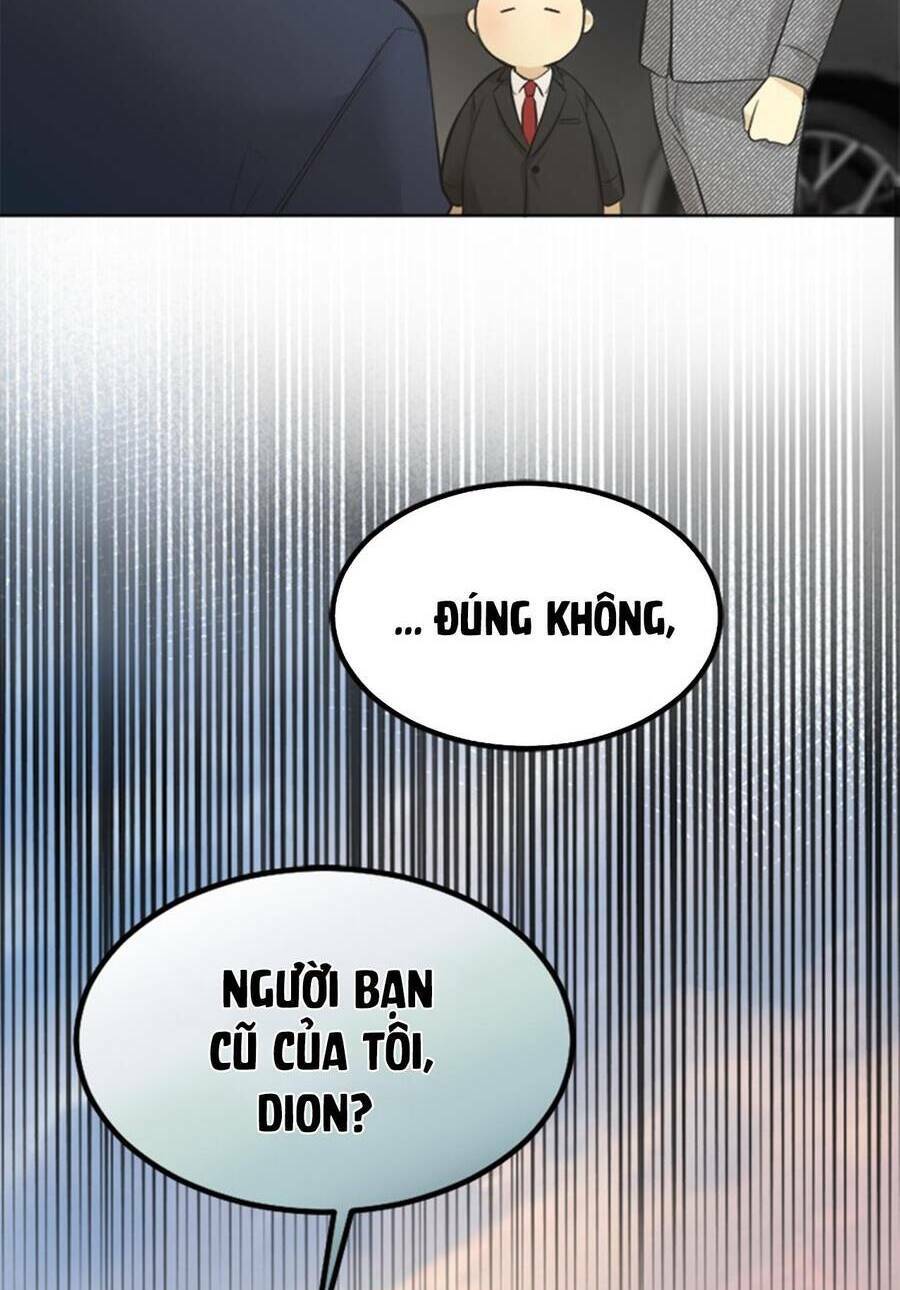 ... ĐÚNG KHÔNG,
NGƯỜI BẠN
CŨ CỦA TÔI,
DION?